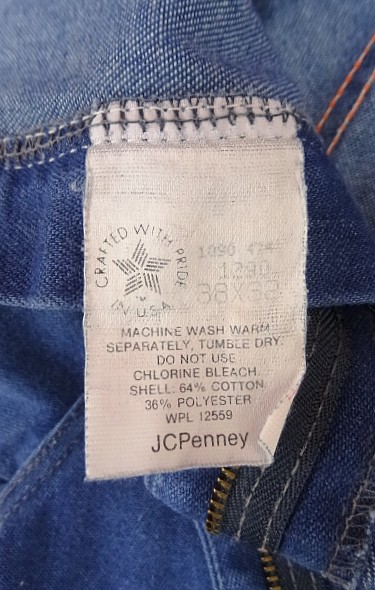 CRAFTED WITH PRIDE
IN U.S.A.
1290
38X32
MACHINE WASH WARM
SEPARATELY, TUMBLE DRY.
DO NOT USE
CHLORINE BLEACH.
SHELL: 64% COTTON
36% POLYESTER
WPL 12559
JCPenney